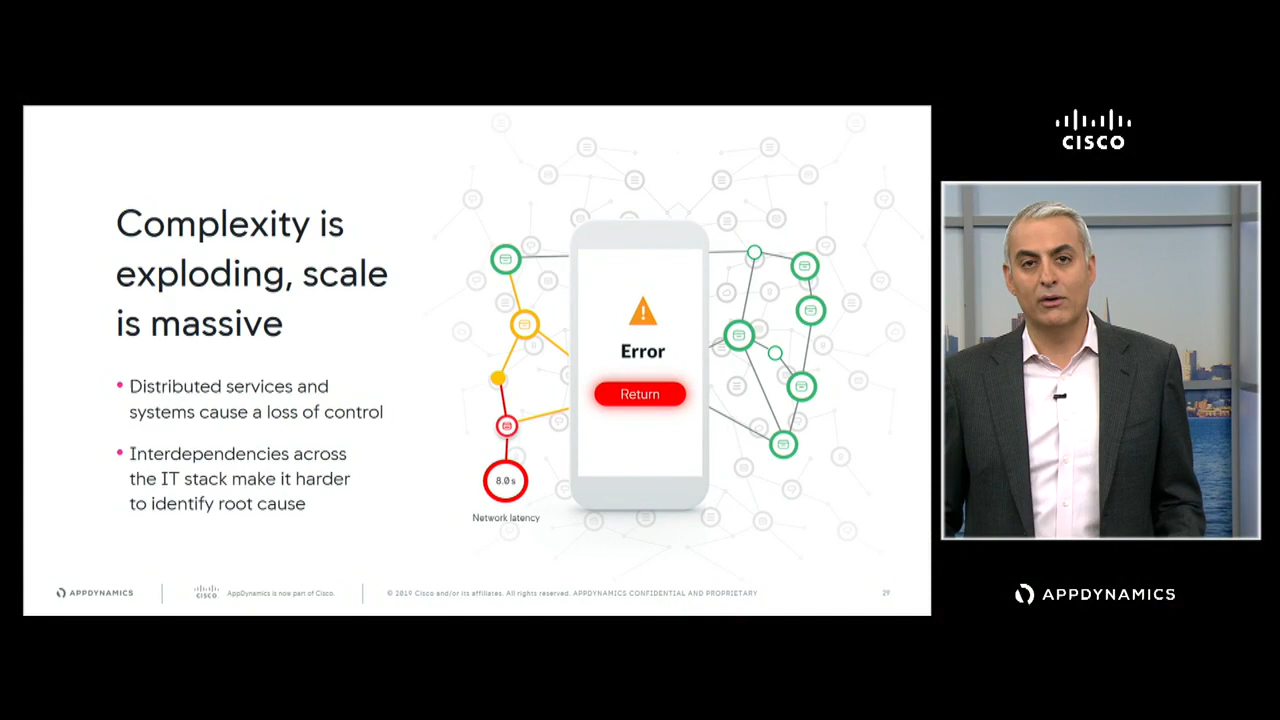 Complexity is
exploding, scale
is massive
• Distributed services and
systems cause a loss of control
• Interdependencies across
the IT stack make it harder
to identify root cause
Error
Return
8.0 s
Network latency
APPDYNAMICS
CISCO
AppDynamics is now part of Cisco.
© 2019 Cisco and/or its affiliates. All rights reserved. APPDYNAMICS CONFIDENTIAL AND PROPRIETARY
29
CISCO
APPDYNAMICS